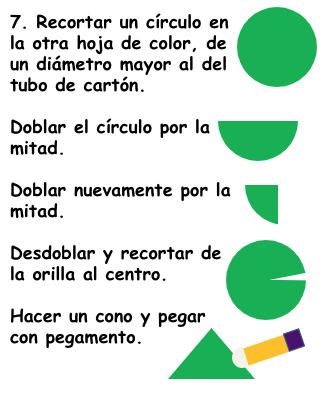 7. Recortar un círculo en
la otra hoja de color, de
un diámetro mayor al del
tubo de cartón.
Doblar el círculo por la
mitad.
Doblar nuevamente por la
mitad.
Desdoblar y recortar de
la orilla al centro.
Hacer un cono y pegar
con pegamento.